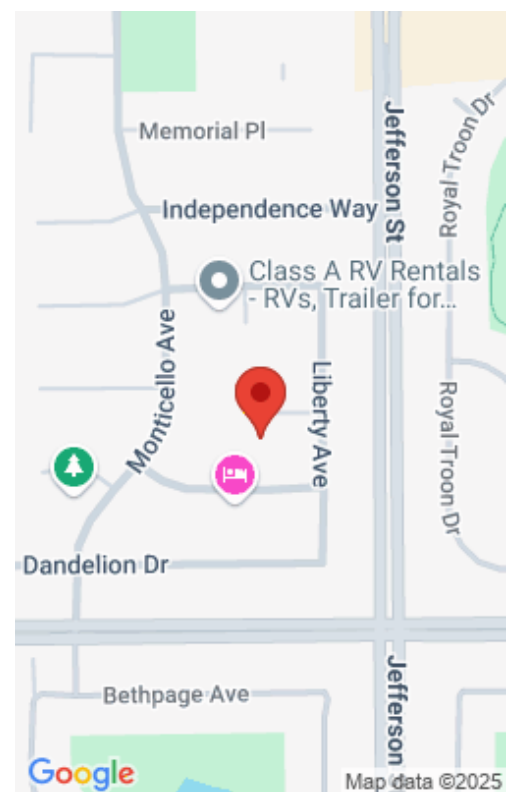 Memorial Pl
Jefferson St
Royal Troon Dr
Independence Way
Class A RV Rentals
- RVs, Trailer for...
Monticello Ave
Liberty Ave
Royal Troon Dr
Dandelion Dr
Bethpage Ave
Jefferson
Google
Map data ©2025